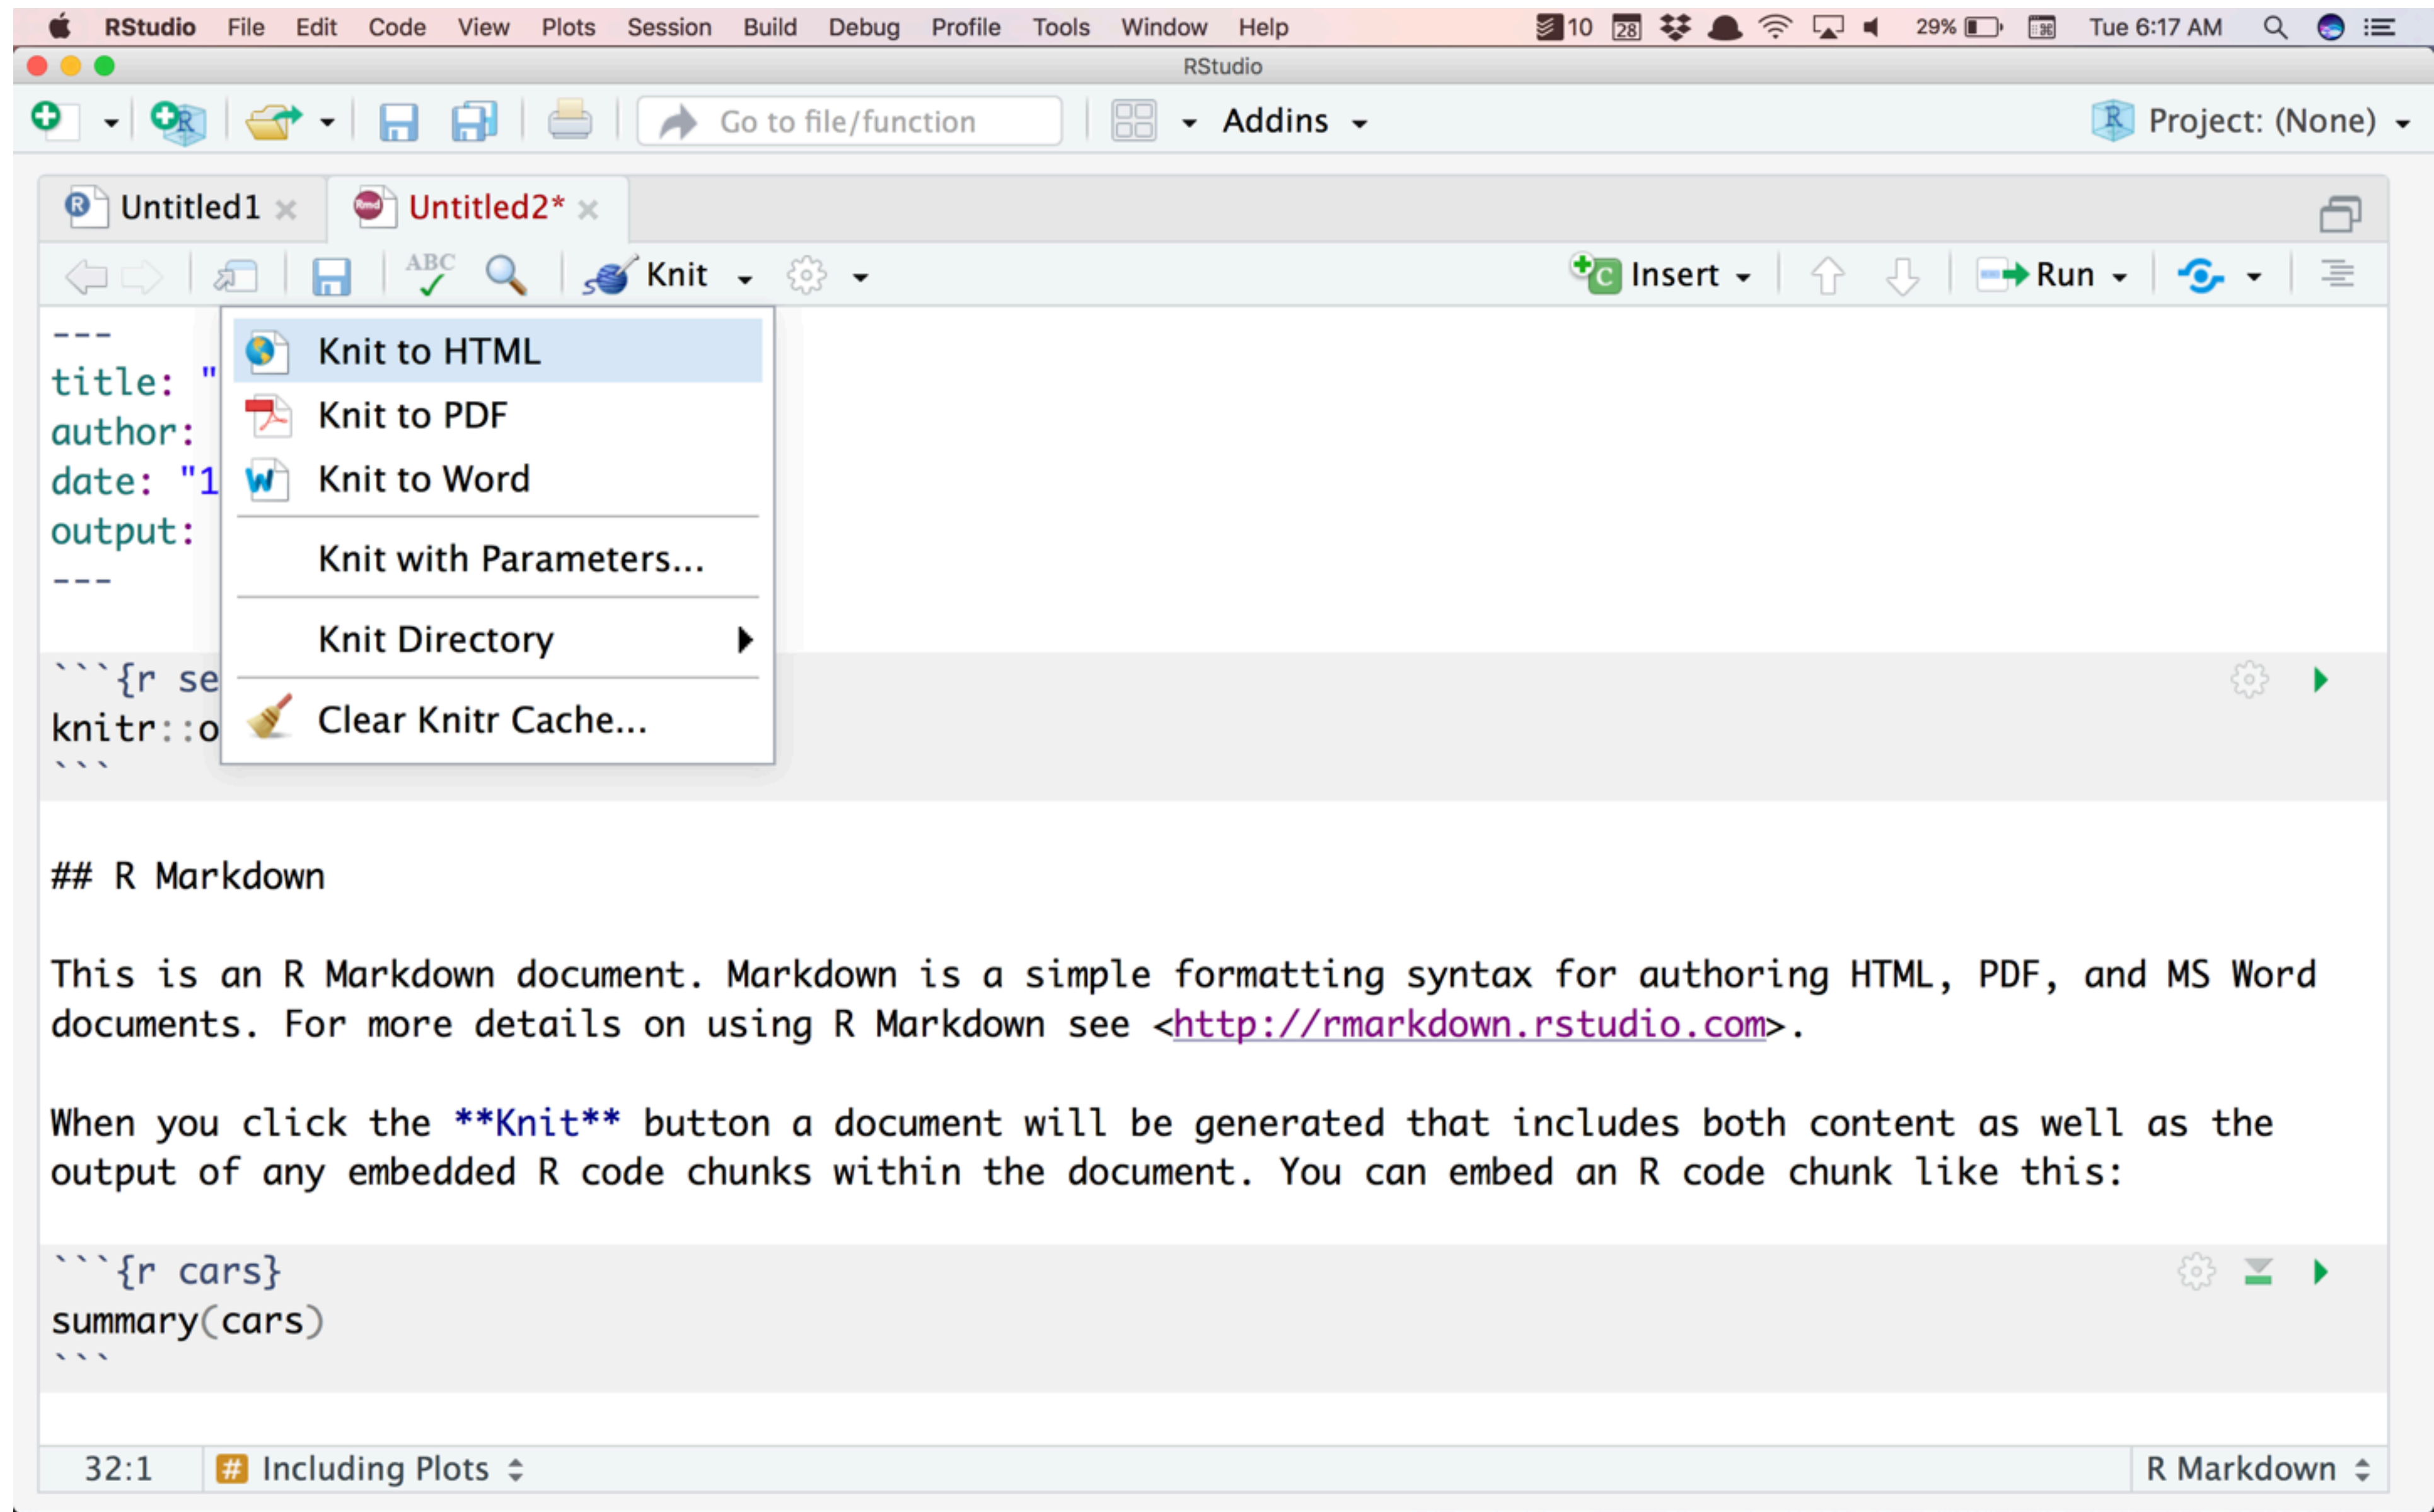 RStudio File Edit Code View Plots Session Build Debug Profile Tools Window Help 10 28 29% Tue 6:17 AM
RStudio
Go to file/function Addins Project: (None)
Untitled1 Untitled2*
ABC Knit Insert Run
---
title: "
author:
date: "1
output:
---
Knit to HTML
Knit to PDF
Knit to Word
Knit with Parameters...
Knit Directory
Clear Knitr Cache...
```{r se
knitr::o
```
## R Markdown
This is an R Markdown document. Markdown is a simple formatting syntax for authoring HTML, PDF, and MS Word
documents. For more details on using R Markdown see <http://rmarkdown.rstudio.com>.
When you click the **Knit** button a document will be generated that includes both content as well as the
output of any embedded R code chunks within the document. You can embed an R code chunk like this:
```{r cars}
summary(cars)
```
32:1 # Including Plots R Markdown